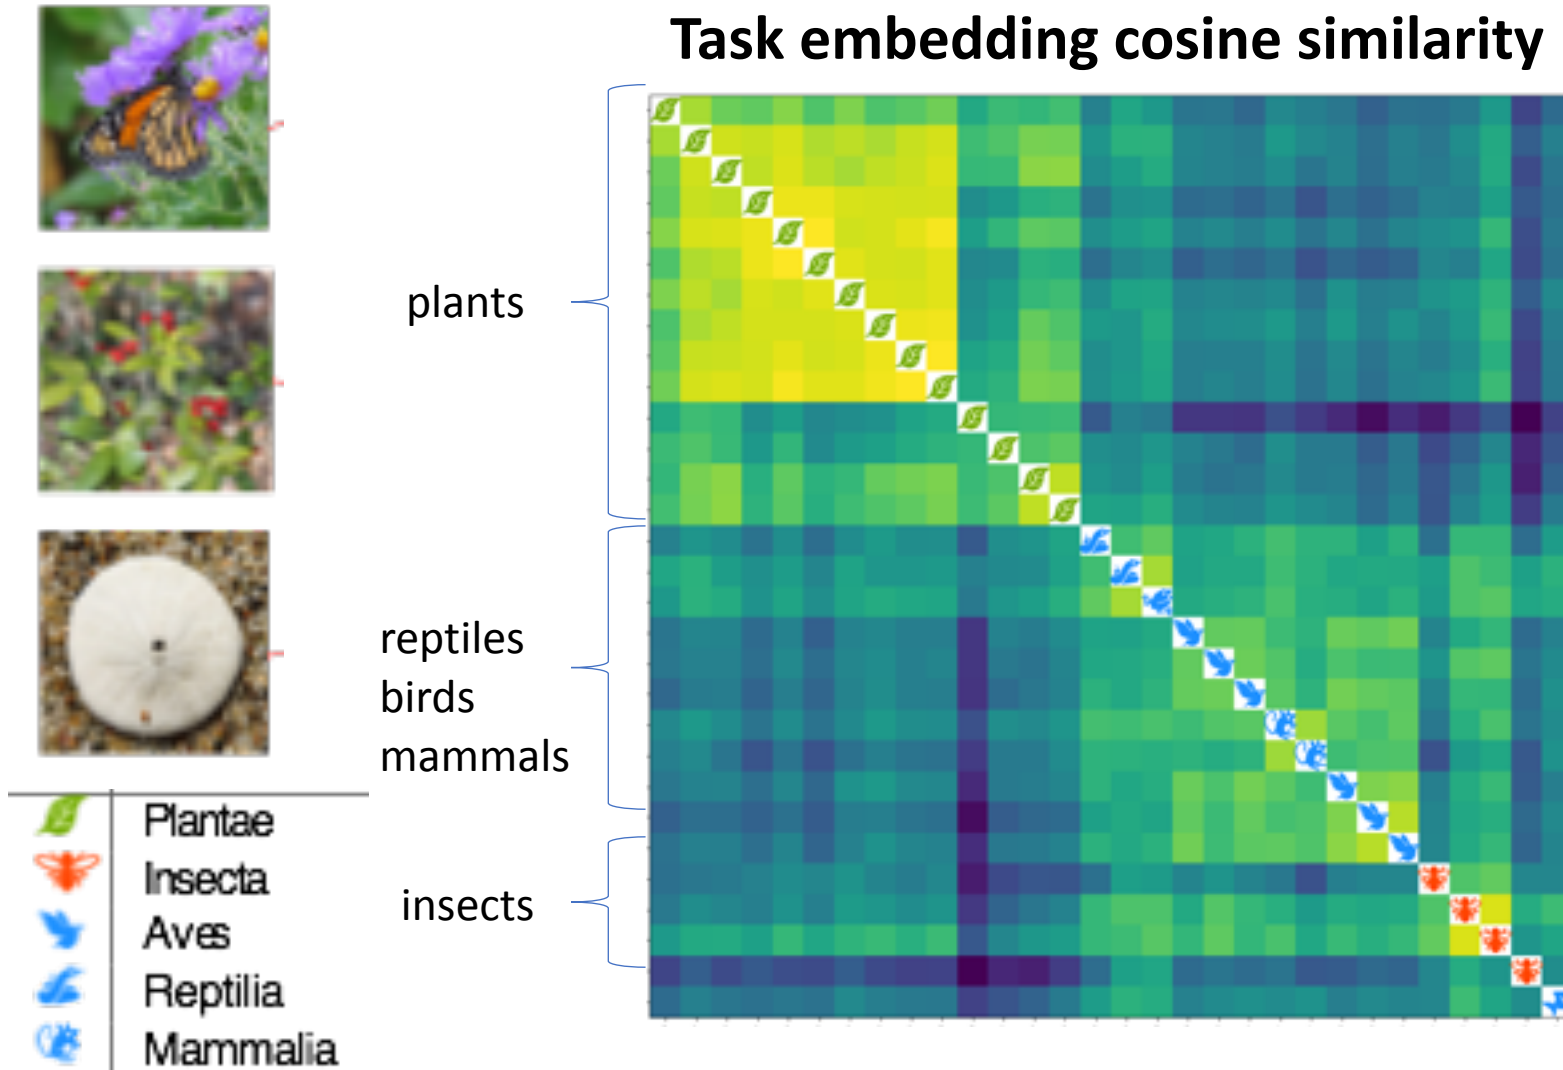 Task embedding cosine similarity
plants
reptiles
birds
mammals
insects
Plantae
Insecta
Aves
Reptilia
Mammalia